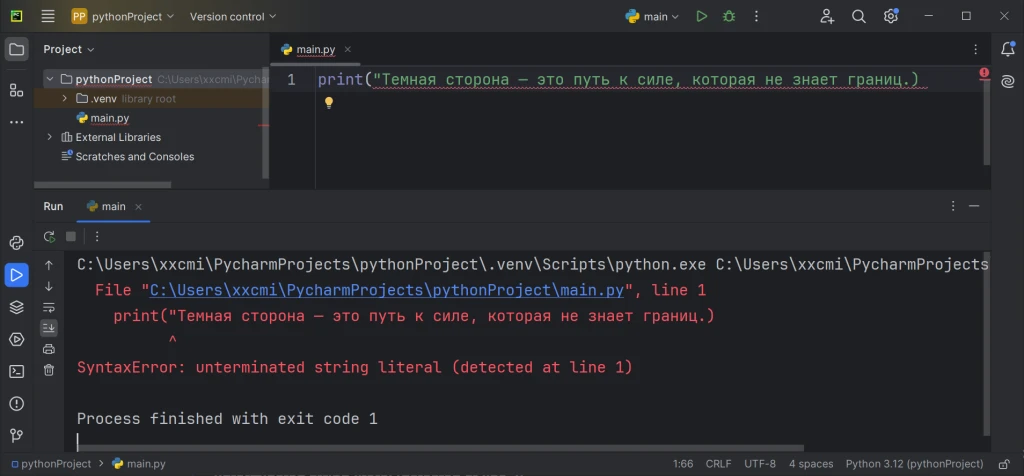 PP pythonProject Version control main
Project
main.py
pythonProject C:\Users\xxcmi\Pycharm
.venv library root
main.py
External Libraries
Scratches and Consoles
1 print("Темная сторона — это путь к силе, которая не знает границ.)
Run main
C:\Users\xxcmi\PycharmProjects\pythonProject\.venv\Scripts\python.exe C:\Users\xxcmi\PycharmProjects
File "C:\Users\xxcmi\PycharmProjects\pythonProject\main.py", line 1
print("Темная сторона — это путь к силе, которая не знает границ.)
^
SyntaxError: unterminated string literal (detected at line 1)
Process finished with exit code 1
pythonProject > main.py 1:66 CRLF UTF-8 4 spaces Python 3.12 (pythonProject)